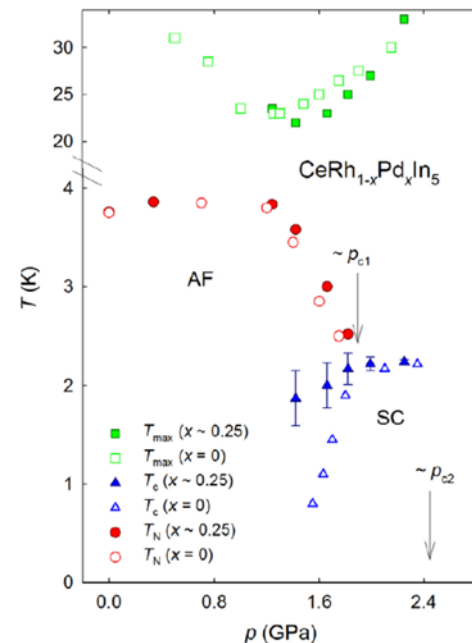 30
25
20
CeRh1-xPdxIn5
4
3
2
1
0
T (K)
AF
~ pc1
SC
~ pc2
Tmax (x ~ 0.25)
Tmax (x = 0)
Tc (x ~ 0.25)
Tc (x = 0)
TN (x ~ 0.25)
TN (x = 0)
0.0 0.8 1.6 2.4
p (GPa)